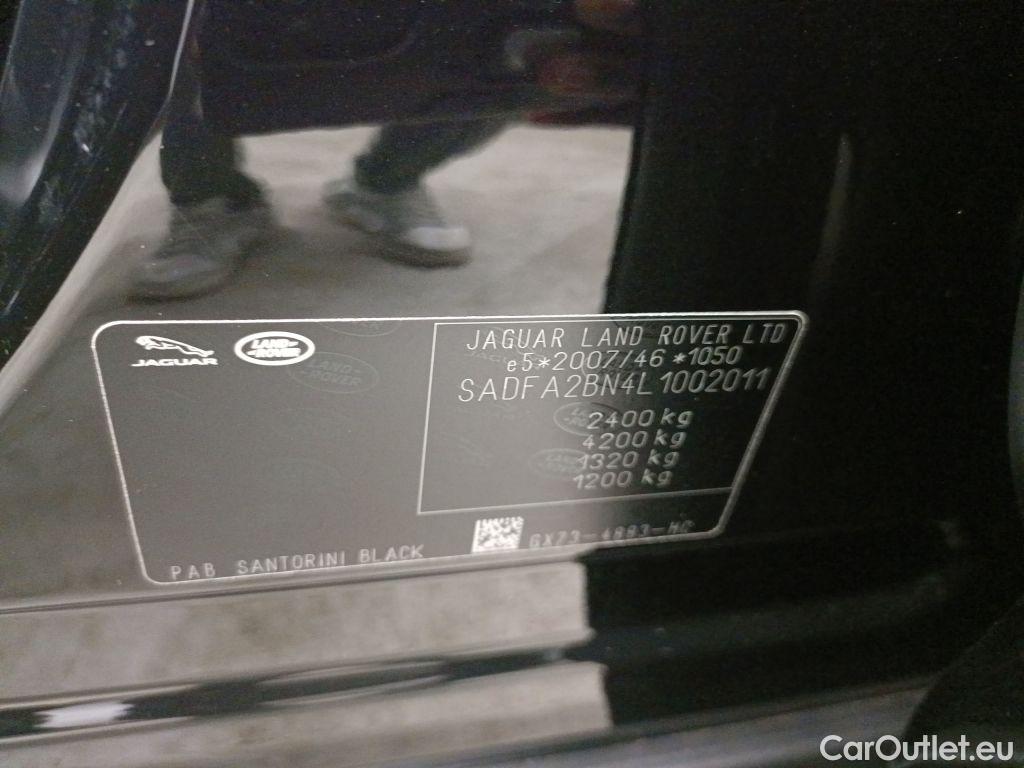 JAGUAR
LAND-
-ROVER
JAGUAR LAND ROVER LTD
e5*2007/46*1050
SADFA2BN4L1002011
2400 kg
4200 kg
1320 kg
1200 kg
PAB SANTORINI BLACK
CarOutlet.eu